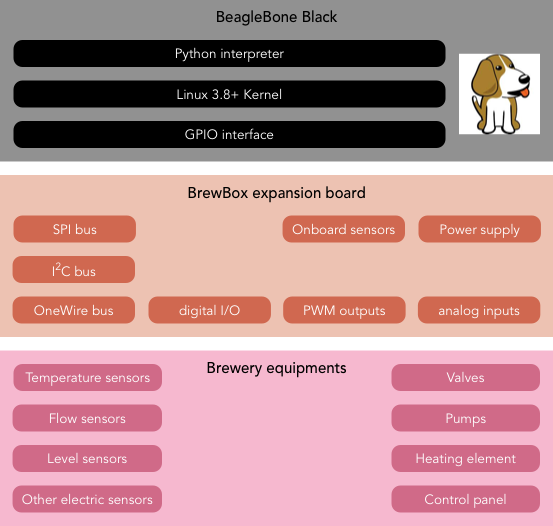 BeagleBone Black
Python interpreter
Linux 3.8+ Kernel
GPIO interface
BrewBox expansion board
SPI bus
Onboard sensors
Power supply
I²C bus
OneWire bus
digital I/O
PWM outputs
analog inputs
Brewery equipments
Temperature sensors
Valves
Flow sensors
Pumps
Level sensors
Heating element
Other electric sensors
Control panel